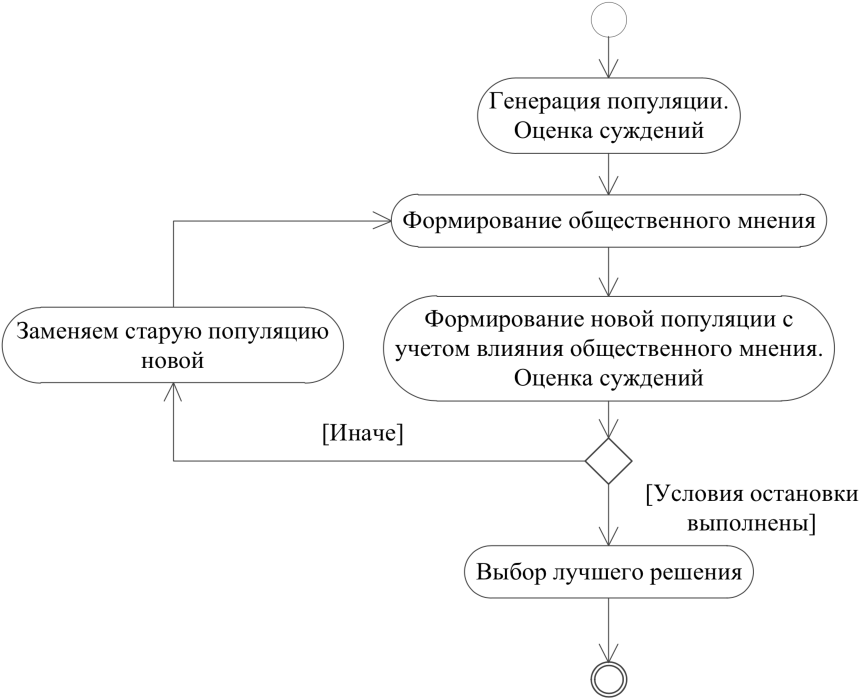 Генерация популяции.
Оценка суждений
Формирование общественного мнения
Формирование новой популяции с
учетом влияния общественного мнения.
Оценка суждений
Заменяем старую популяцию
новой
[Иначе]
[Условия остановки
выполнены]
Выбор лучшего решения